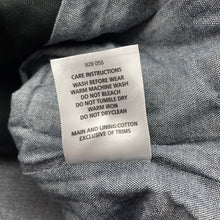 929 055
CARE INSTRUCTIONS
WASH BEFORE WEAR
WARM MACHINE WASH
DO NOT BLEACH
DO NOT TUMBLE DRY
WARM IRON
DO NOT DRYCLEAN
MAIN AND LINING:COTTON
EXCLUSIVE OF TRIMS